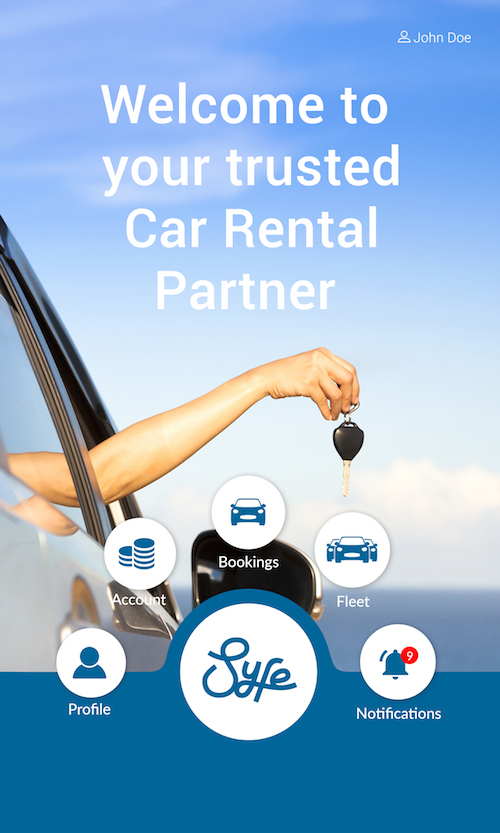 John Doe
Welcome to
your trusted
Car Rental
Partner
Bookings
Account
Fleet
Syfe
9
Profile
Notifications